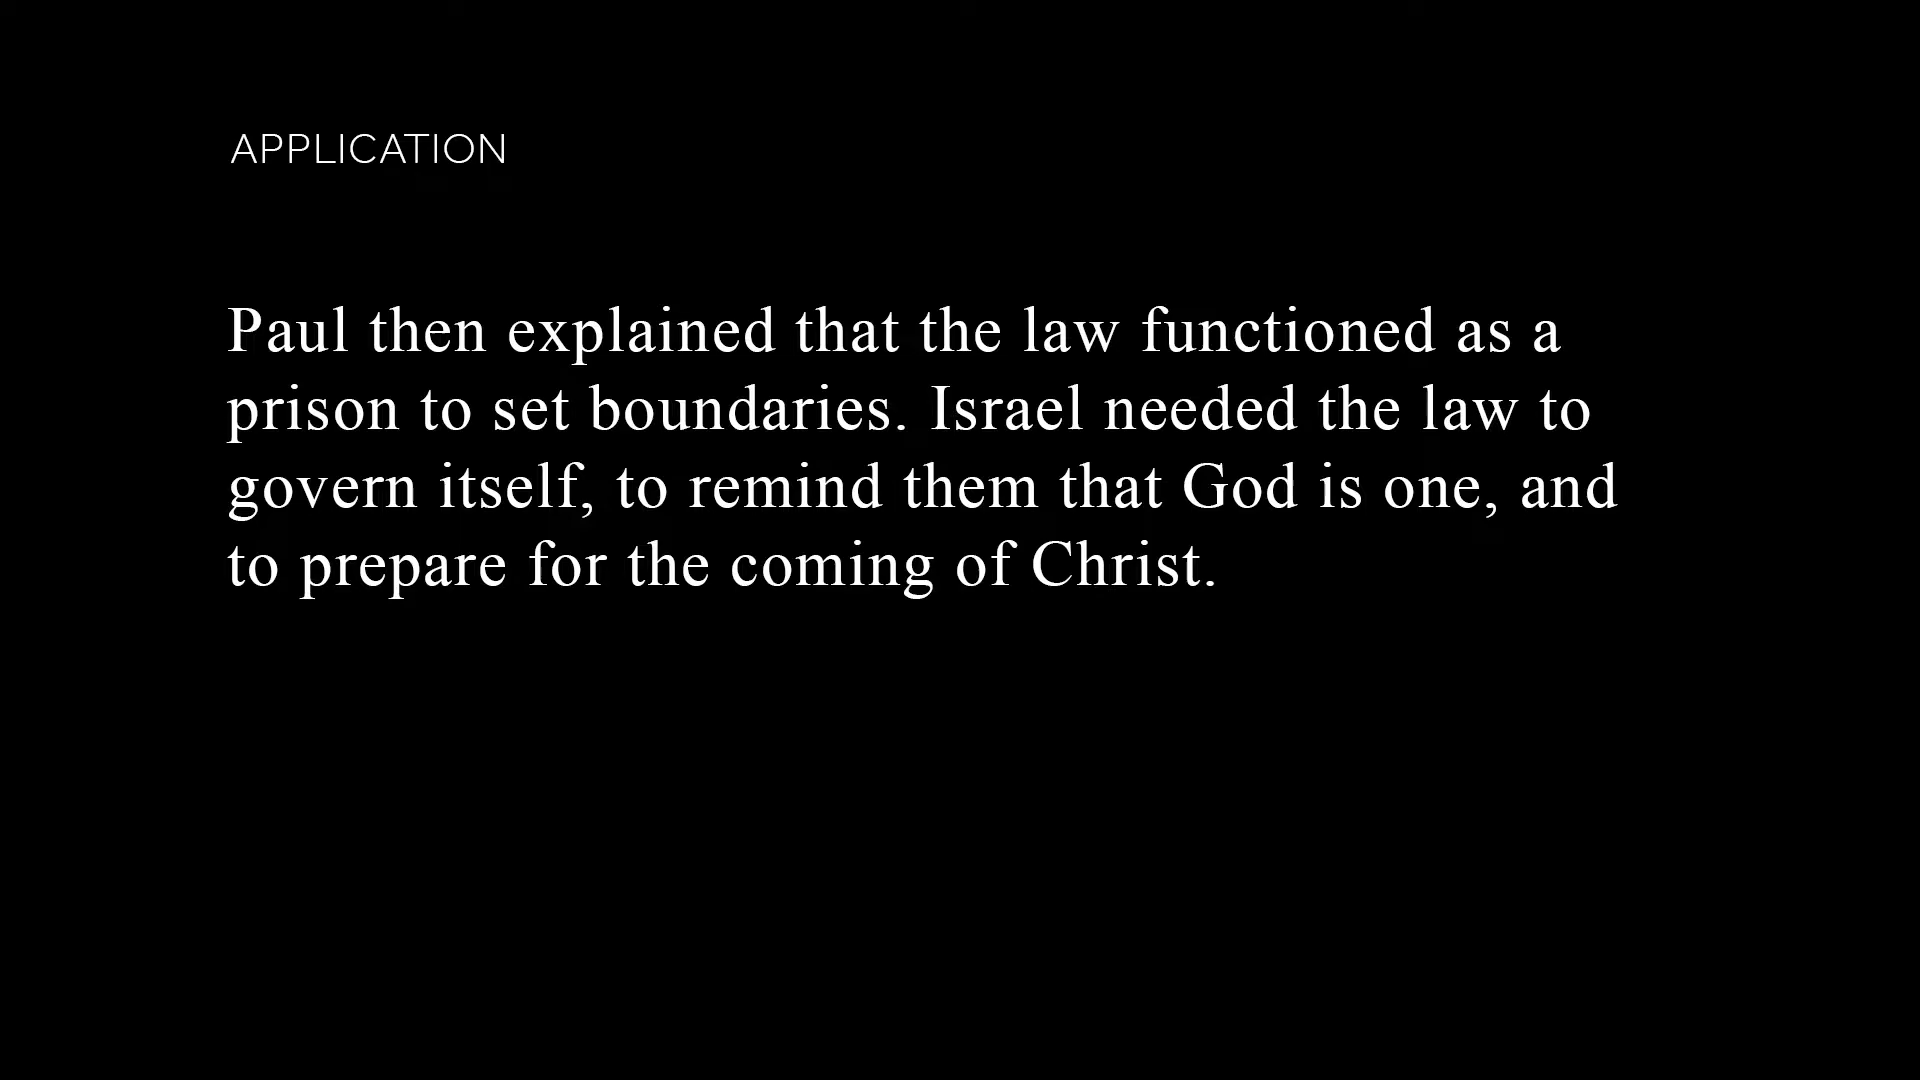 APPLICATION
Paul then explained that the law functioned as a
prison to set boundaries. Israel needed the law to
govern itself, to remind them that God is one, and
to prepare for the coming of Christ.